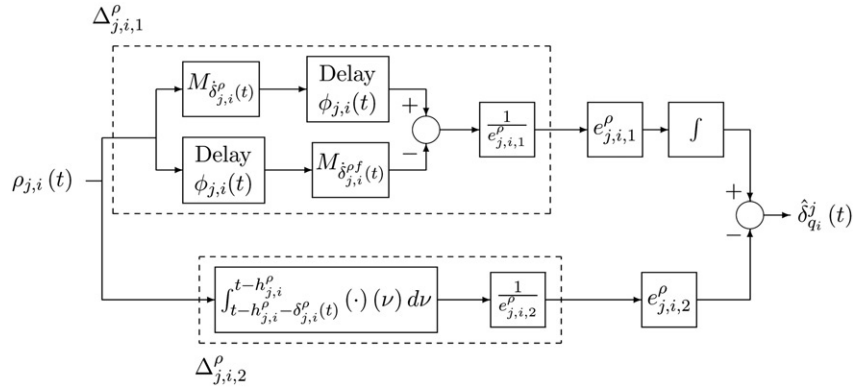 Δ^ρ_{j,i,1}
M_{\dot{δ}^ρ_{j,i}(t)}
Delay
φ_{j,i}(t)
+
−
1/e^ρ_{j,i,1}
e^ρ_{j,i,1}
∫
Delay
φ_{j,i}(t)
M_{\dot{δ}^{ρf}_{j,i}(t)}
ρ_{j,i}(t)
+
−
\hat{δ}^j_{q_i}(t)
∫_{t−h^ρ_{j,i}−δ^ρ_{j,i}(t)}^{t−h^ρ_{j,i}} (·)(ν)dν
1/e^ρ_{j,i,2}
e^ρ_{j,i,2}
Δ^ρ_{j,i,2}